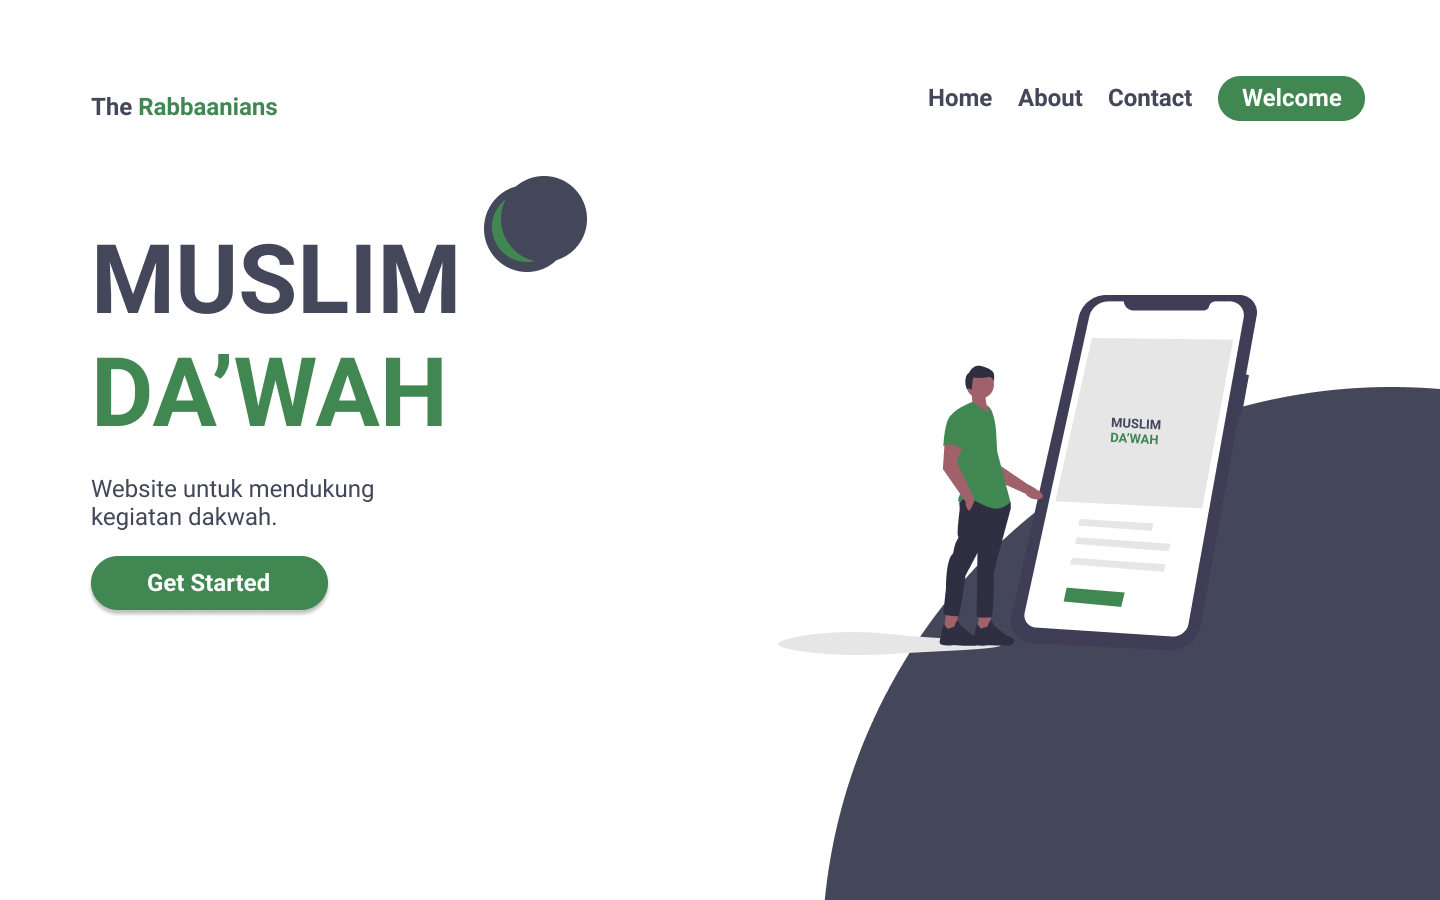 The Rabbaanians
Home About Contact Welcome
MUSLIM
DA’WAH
Website untuk mendukung
kegiatan dakwah.
Get Started
MUSLIM
DA’WAH